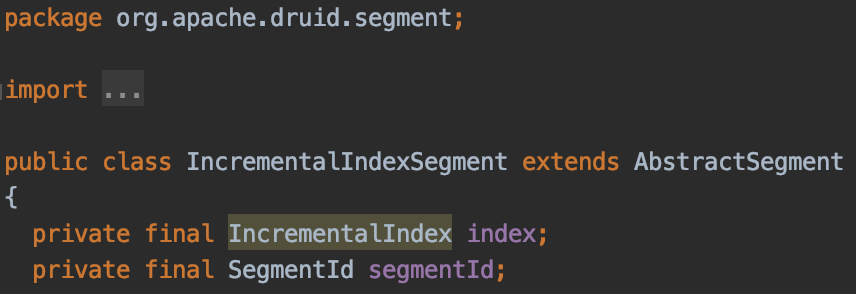 package org.apache.druid.segment;
import ...
public class IncrementalIndexSegment extends AbstractSegment
{
private final IncrementalIndex index;
private final SegmentId segmentId;